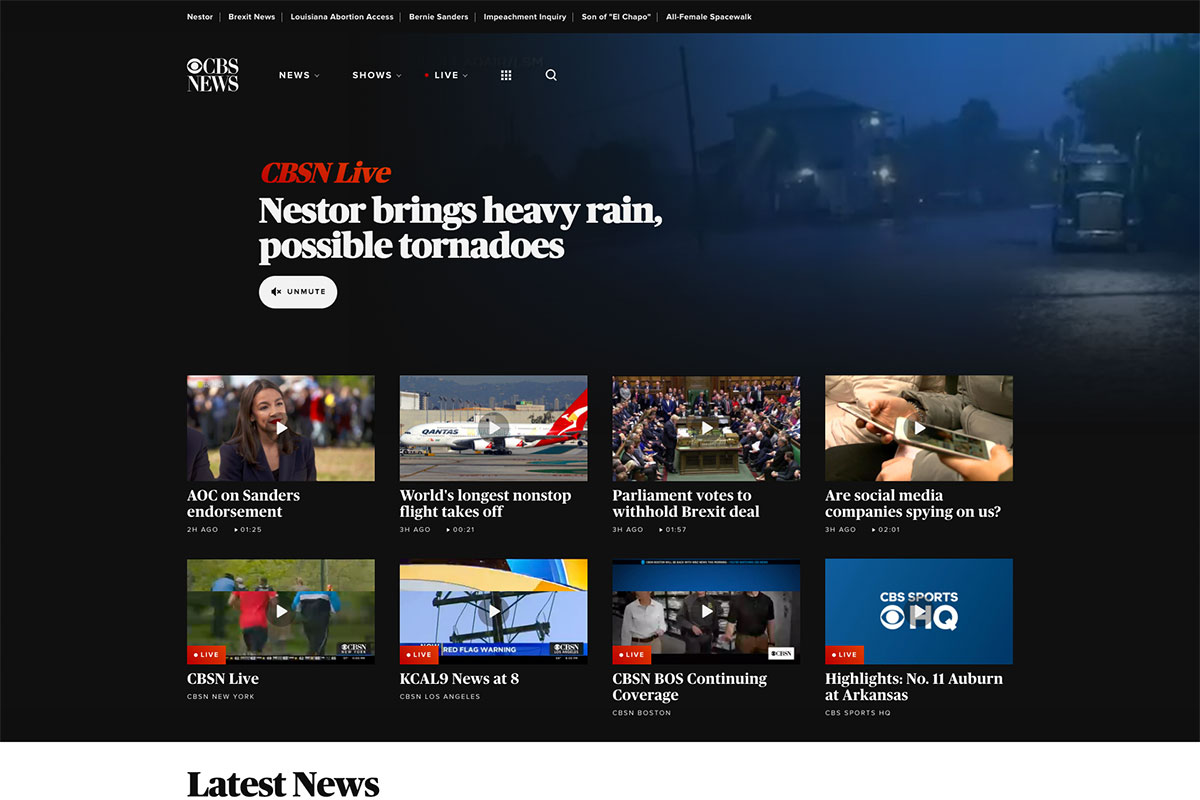 Nestor | Brexit News | Louisiana Abortion Access | Bernie Sanders | Impeachment Inquiry | Son of "El Chapo" | All-Female Spacewalk
CBS
NEWS
NEWS SHOWS LIVE
CBSN Live
Nestor brings heavy rain,
possible tornadoes
UNMUTE
QANTAS
AOC on Sanders
endorsement
2H AGO 01:25
World's longest nonstop
flight takes off
3H AGO 00:21
Parliament votes to
withhold Brexit deal
3H AGO 01:57
Are social media
companies spying on us?
3H AGO 02:01
LIVE
CBSN
NEW YORK
CBSN Live
CBSN NEW YORK
LIVE
RED FLAG WARNING
CBSN
LOS ANGELES
KCAL9 News at 8
CBSN LOS ANGELES
LIVE
CBSN
CBSN BOS Continuing
Coverage
CBSN BOSTON
CBS SPORTS
HQ
LIVE
Highlights: No. 11 Auburn
at Arkansas
CBS SPORTS HQ
Latest News